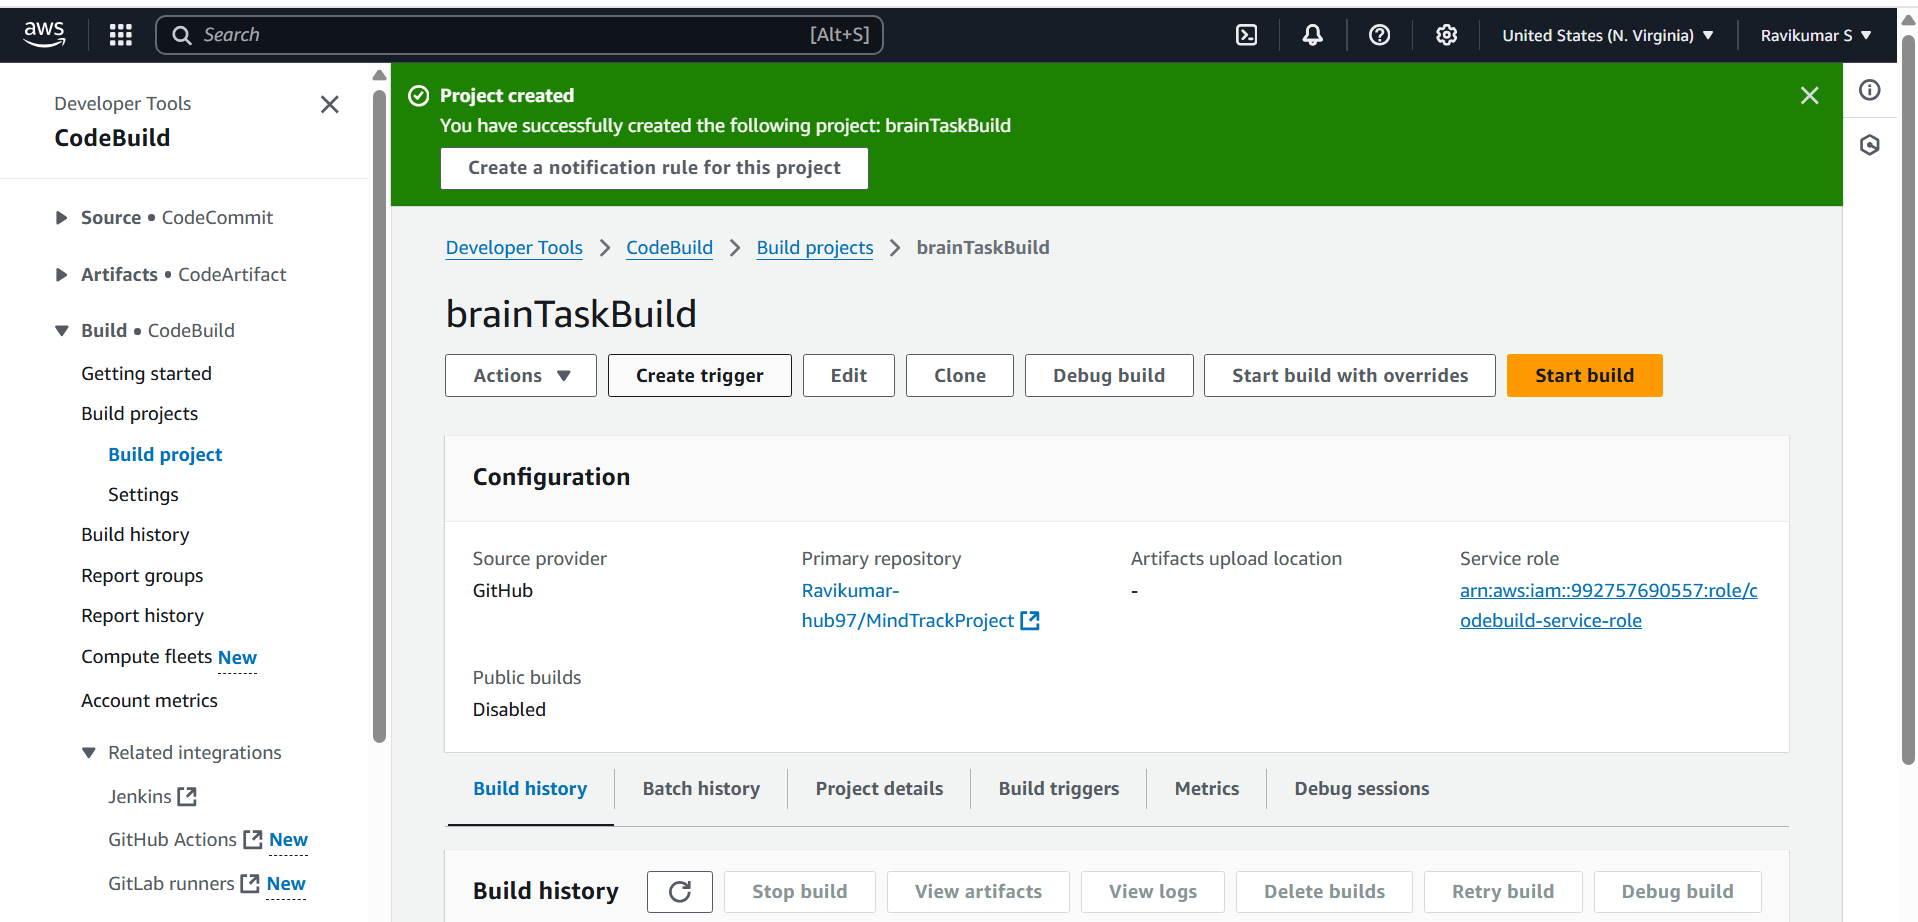 aws
Search [Alt+S]
United States (N. Virginia)
Ravikumar S
Developer Tools
CodeBuild
Source • CodeCommit
Artifacts • CodeArtifact
Build • CodeBuild
Getting started
Build projects
Build project
Settings
Build history
Report groups
Report history
Compute fleets New
Account metrics
Related integrations
Jenkins
GitHub Actions New
GitLab runners New
Project created
You have successfully created the following project: brainTaskBuild
Create a notification rule for this project
Developer Tools > CodeBuild > Build projects > brainTaskBuild
brainTaskBuild
Actions Create trigger Edit Clone Debug build Start build with overrides Start build
Configuration
Source provider
GitHub
Primary repository
Ravikumar-
hub97/MindTrackProject
Artifacts upload location
-
Service role
arn:aws:iam::992757690557:role/c
odebuild-service-role
Public builds
Disabled
Build history Batch history Project details Build triggers Metrics Debug sessions
Build history Stop build View artifacts View logs Delete builds Retry build Debug build